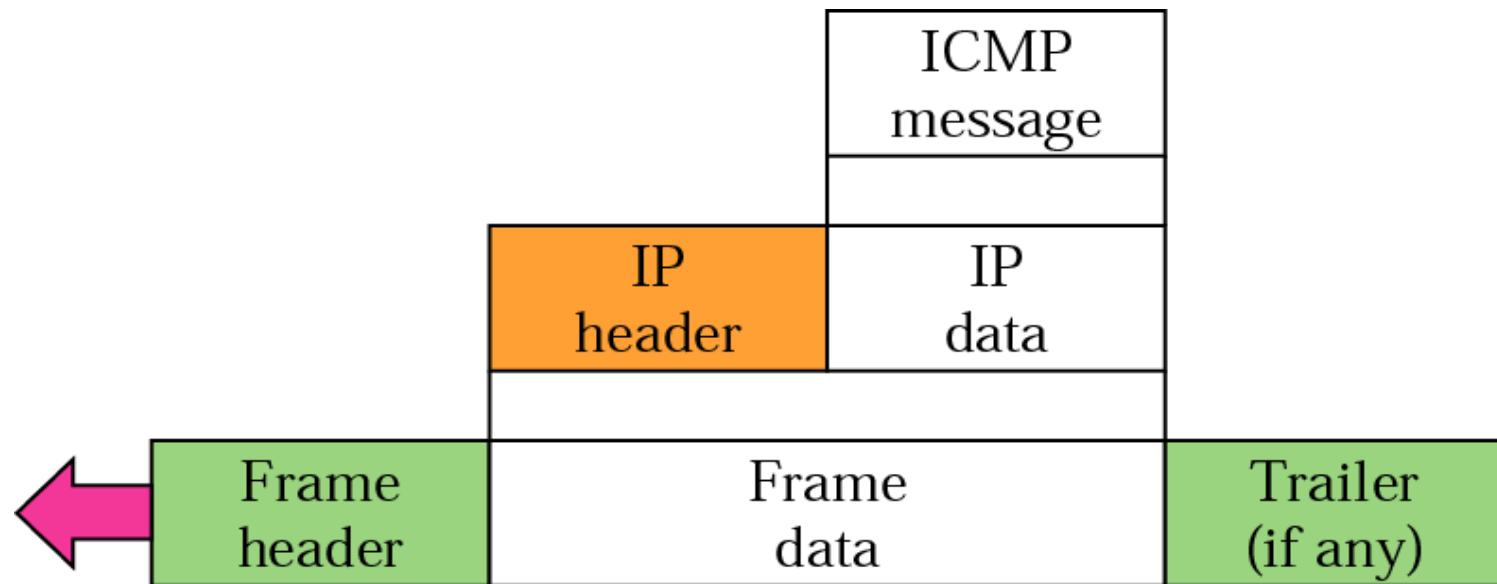 ICMP
message
IP
header
IP
data
Frame
header
Frame
data
Trailer
(if any)